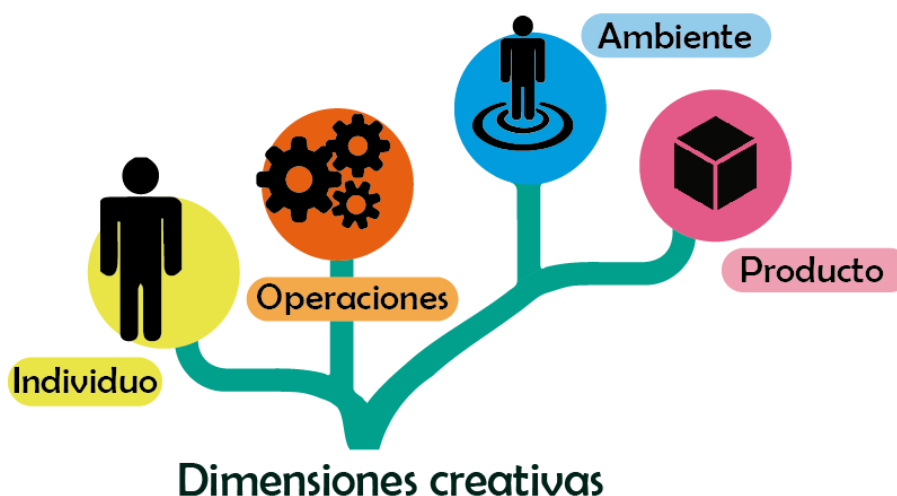 Ambiente
Producto
Operaciones
Individuo
Dimensiones creativas